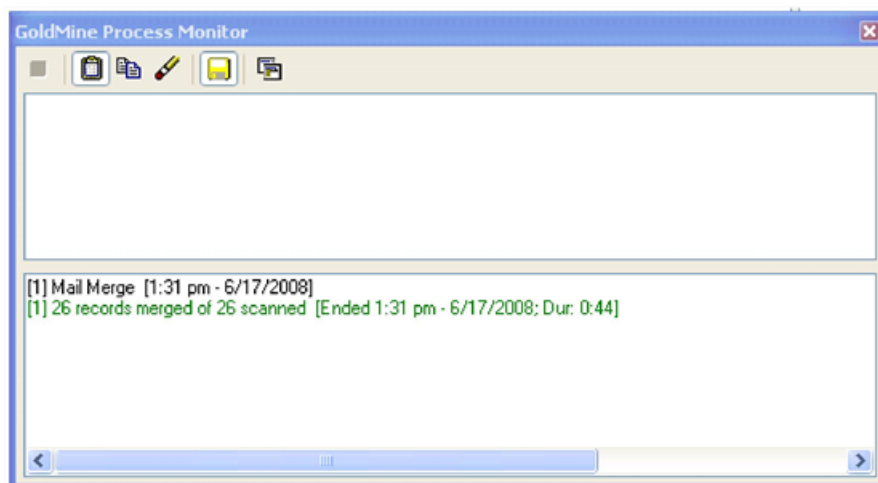 GoldMine Process Monitor
[1] Mail Merge [1:31 pm - 6/17/2008]
[1] 26 records merged of 26 scanned [Ended 1:31 pm - 6/17/2008; Dur: 0:44]